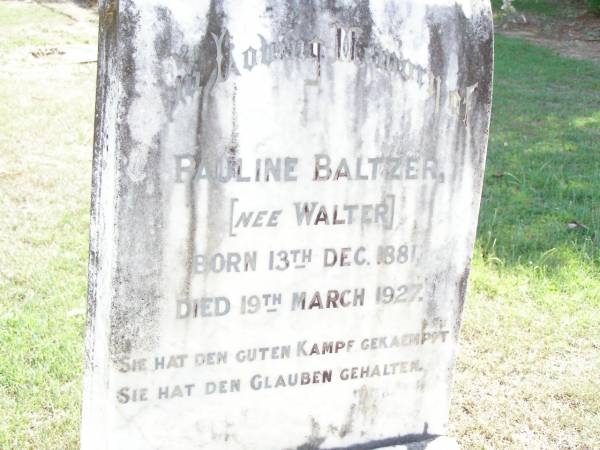 In Loving Memory of
PAULINE BALTZER,
[NEE WALTER]
BORN 13TH DEC. 1881,
DIED 19TH MARCH 1927.
SIE HAT DEN GUTEN KAMPF GEKAEMPFT
SIE HAT DEN GLAUBEN GEHALTEN.